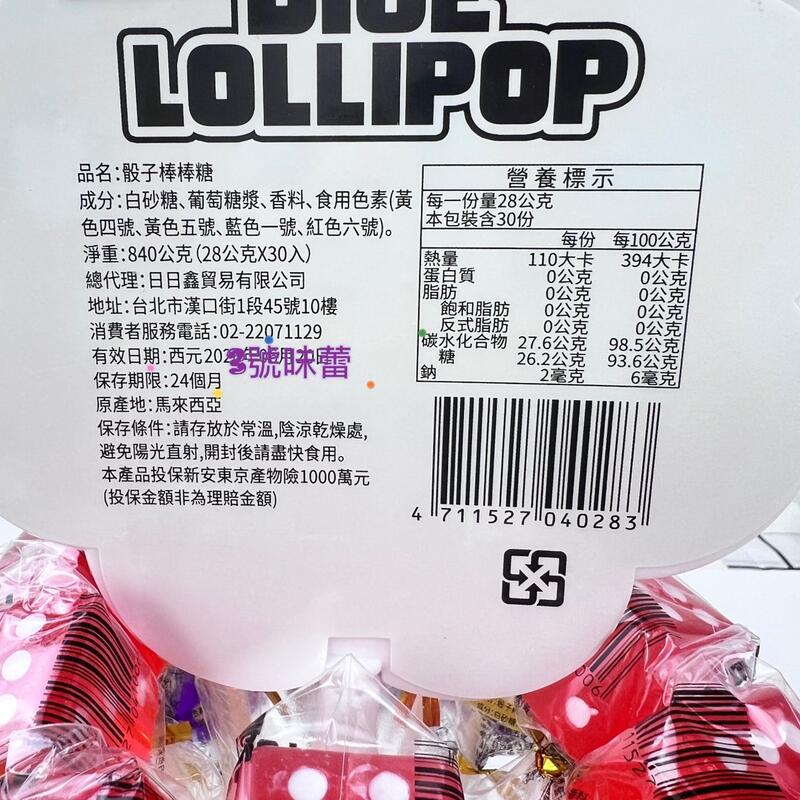 DICE
LOLLIPOP
品名:骰子棒棒糖
成分:白砂糖、葡萄糖漿、香料、食用色素(黃
色四號、黃色五號、藍色一號、紅色六號)。
淨重:840公克(28公克X30入)
總代理:日日鑫貿易有限公司
地址:台北市漢口街1段45號10樓
消費者服務電話:02-22071129
有效日期:西元
3號味蕾
保存期限:24個月
原產地:馬來西亞
保存條件:請存放於常溫,陰涼乾燥處,
避免陽光直射,開封後請盡快食用。
本產品投保新安東京產物險1000萬元
(投保金額非為理賠金額)
營養標示
每一份量28公克
本包裝含30份
每份 每100公克
熱量 110大卡 394大卡
蛋白質 0公克 0公克
脂肪 0公克 0公克
飽和脂肪 0公克 0公克
反式脂肪 0公克 0公克
碳水化合物 27.6公克 98.5公克
糖 26.2公克 93.6公克
鈉 2毫克 6毫克
4 711527 040283